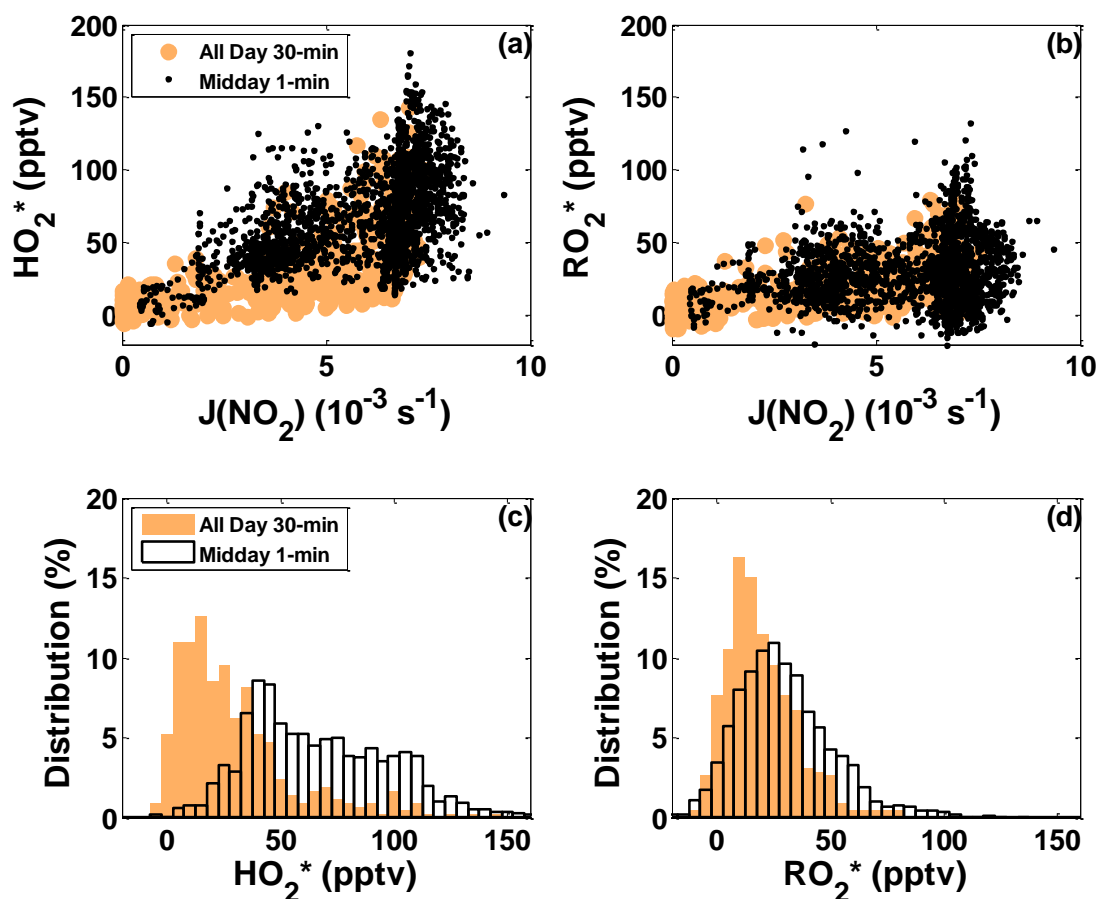 (a)
All Day 30-min
Midday 1-min
HO2* (pptv)
200
150
100
50
0
0 5 10
J(NO2) (10-3 s-1)
(b)
RO2* (pptv)
200
150
100
50
0
0 5 10
J(NO2) (10-3 s-1)
(c)
All Day 30-min
Midday 1-min
Distribution (%)
20
15
10
5
0
0 50 100 150
HO2* (pptv)
(d)
Distribution (%)
20
15
10
5
0
0 50 100 150
RO2* (pptv)